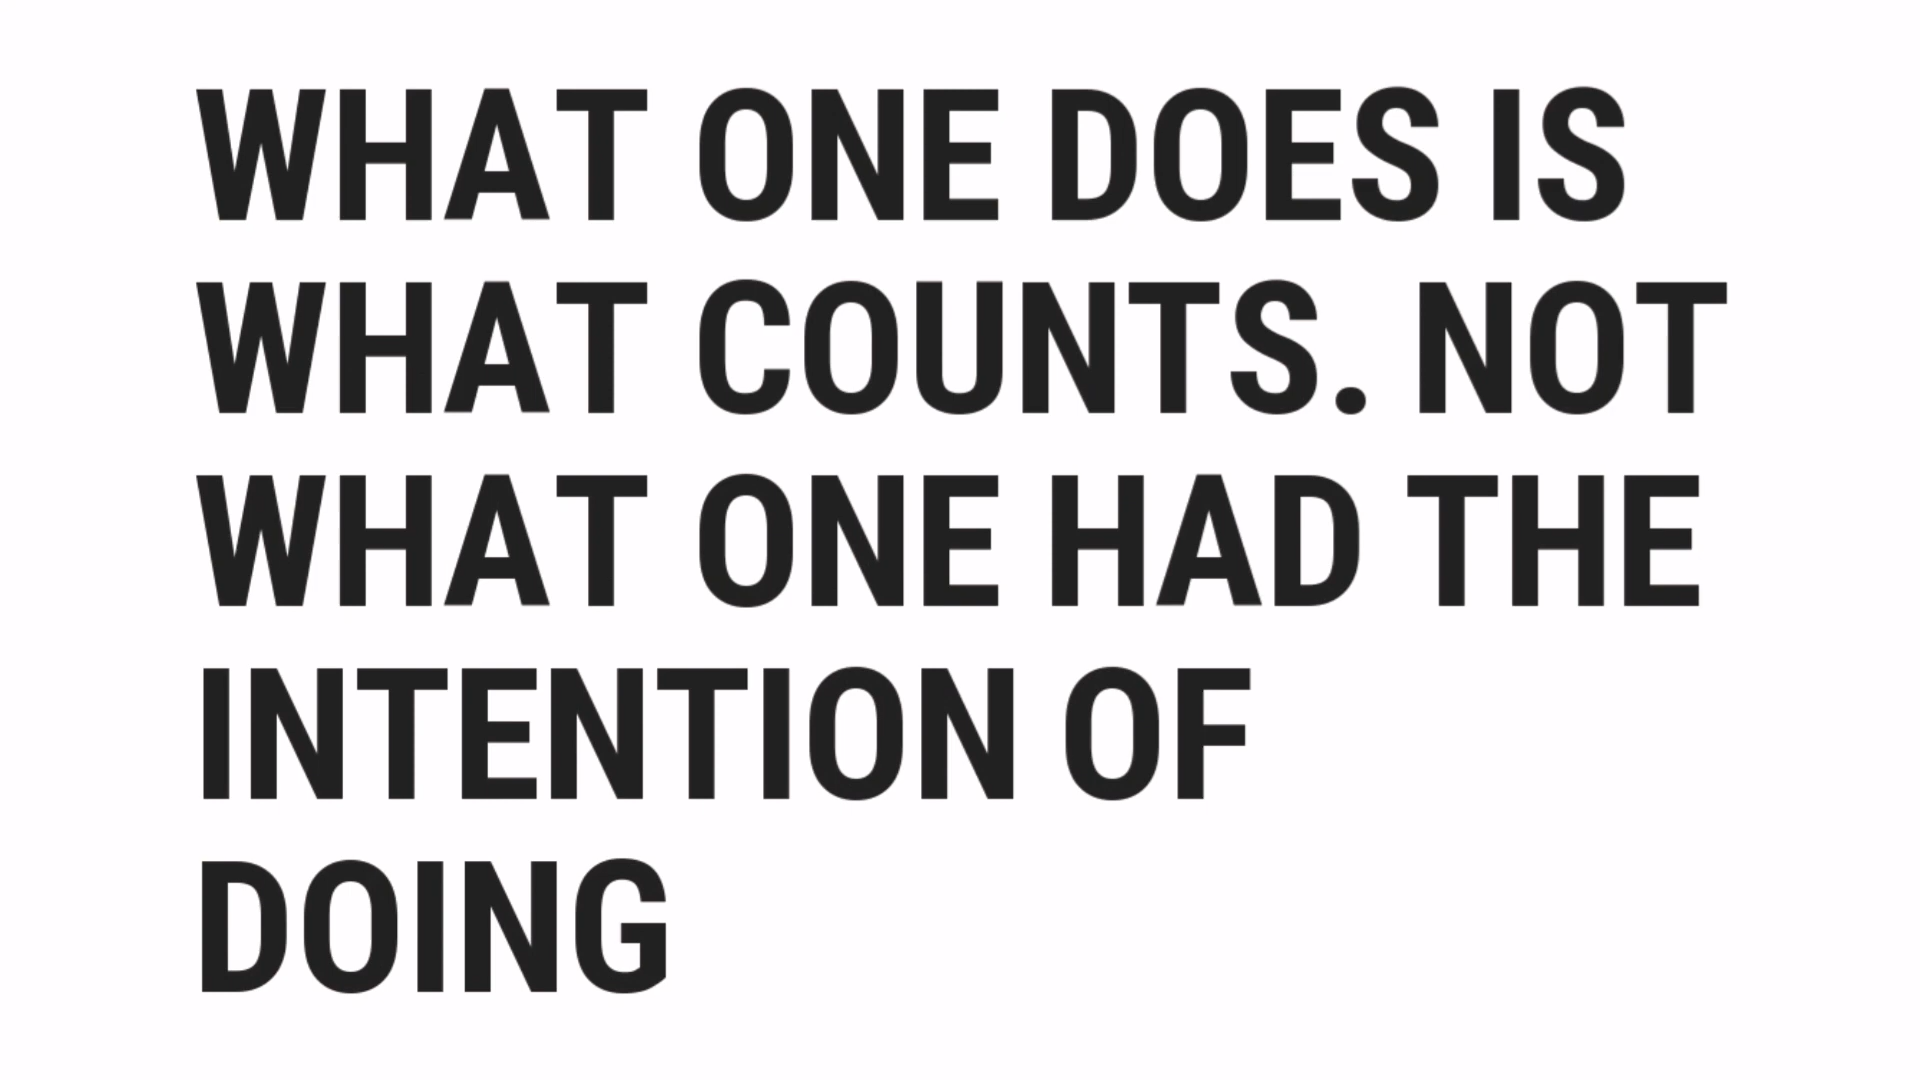 WHAT ONE DOES IS
WHAT COUNTS. NOT
WHAT ONE HAD THE
INTENTION OF
DOING